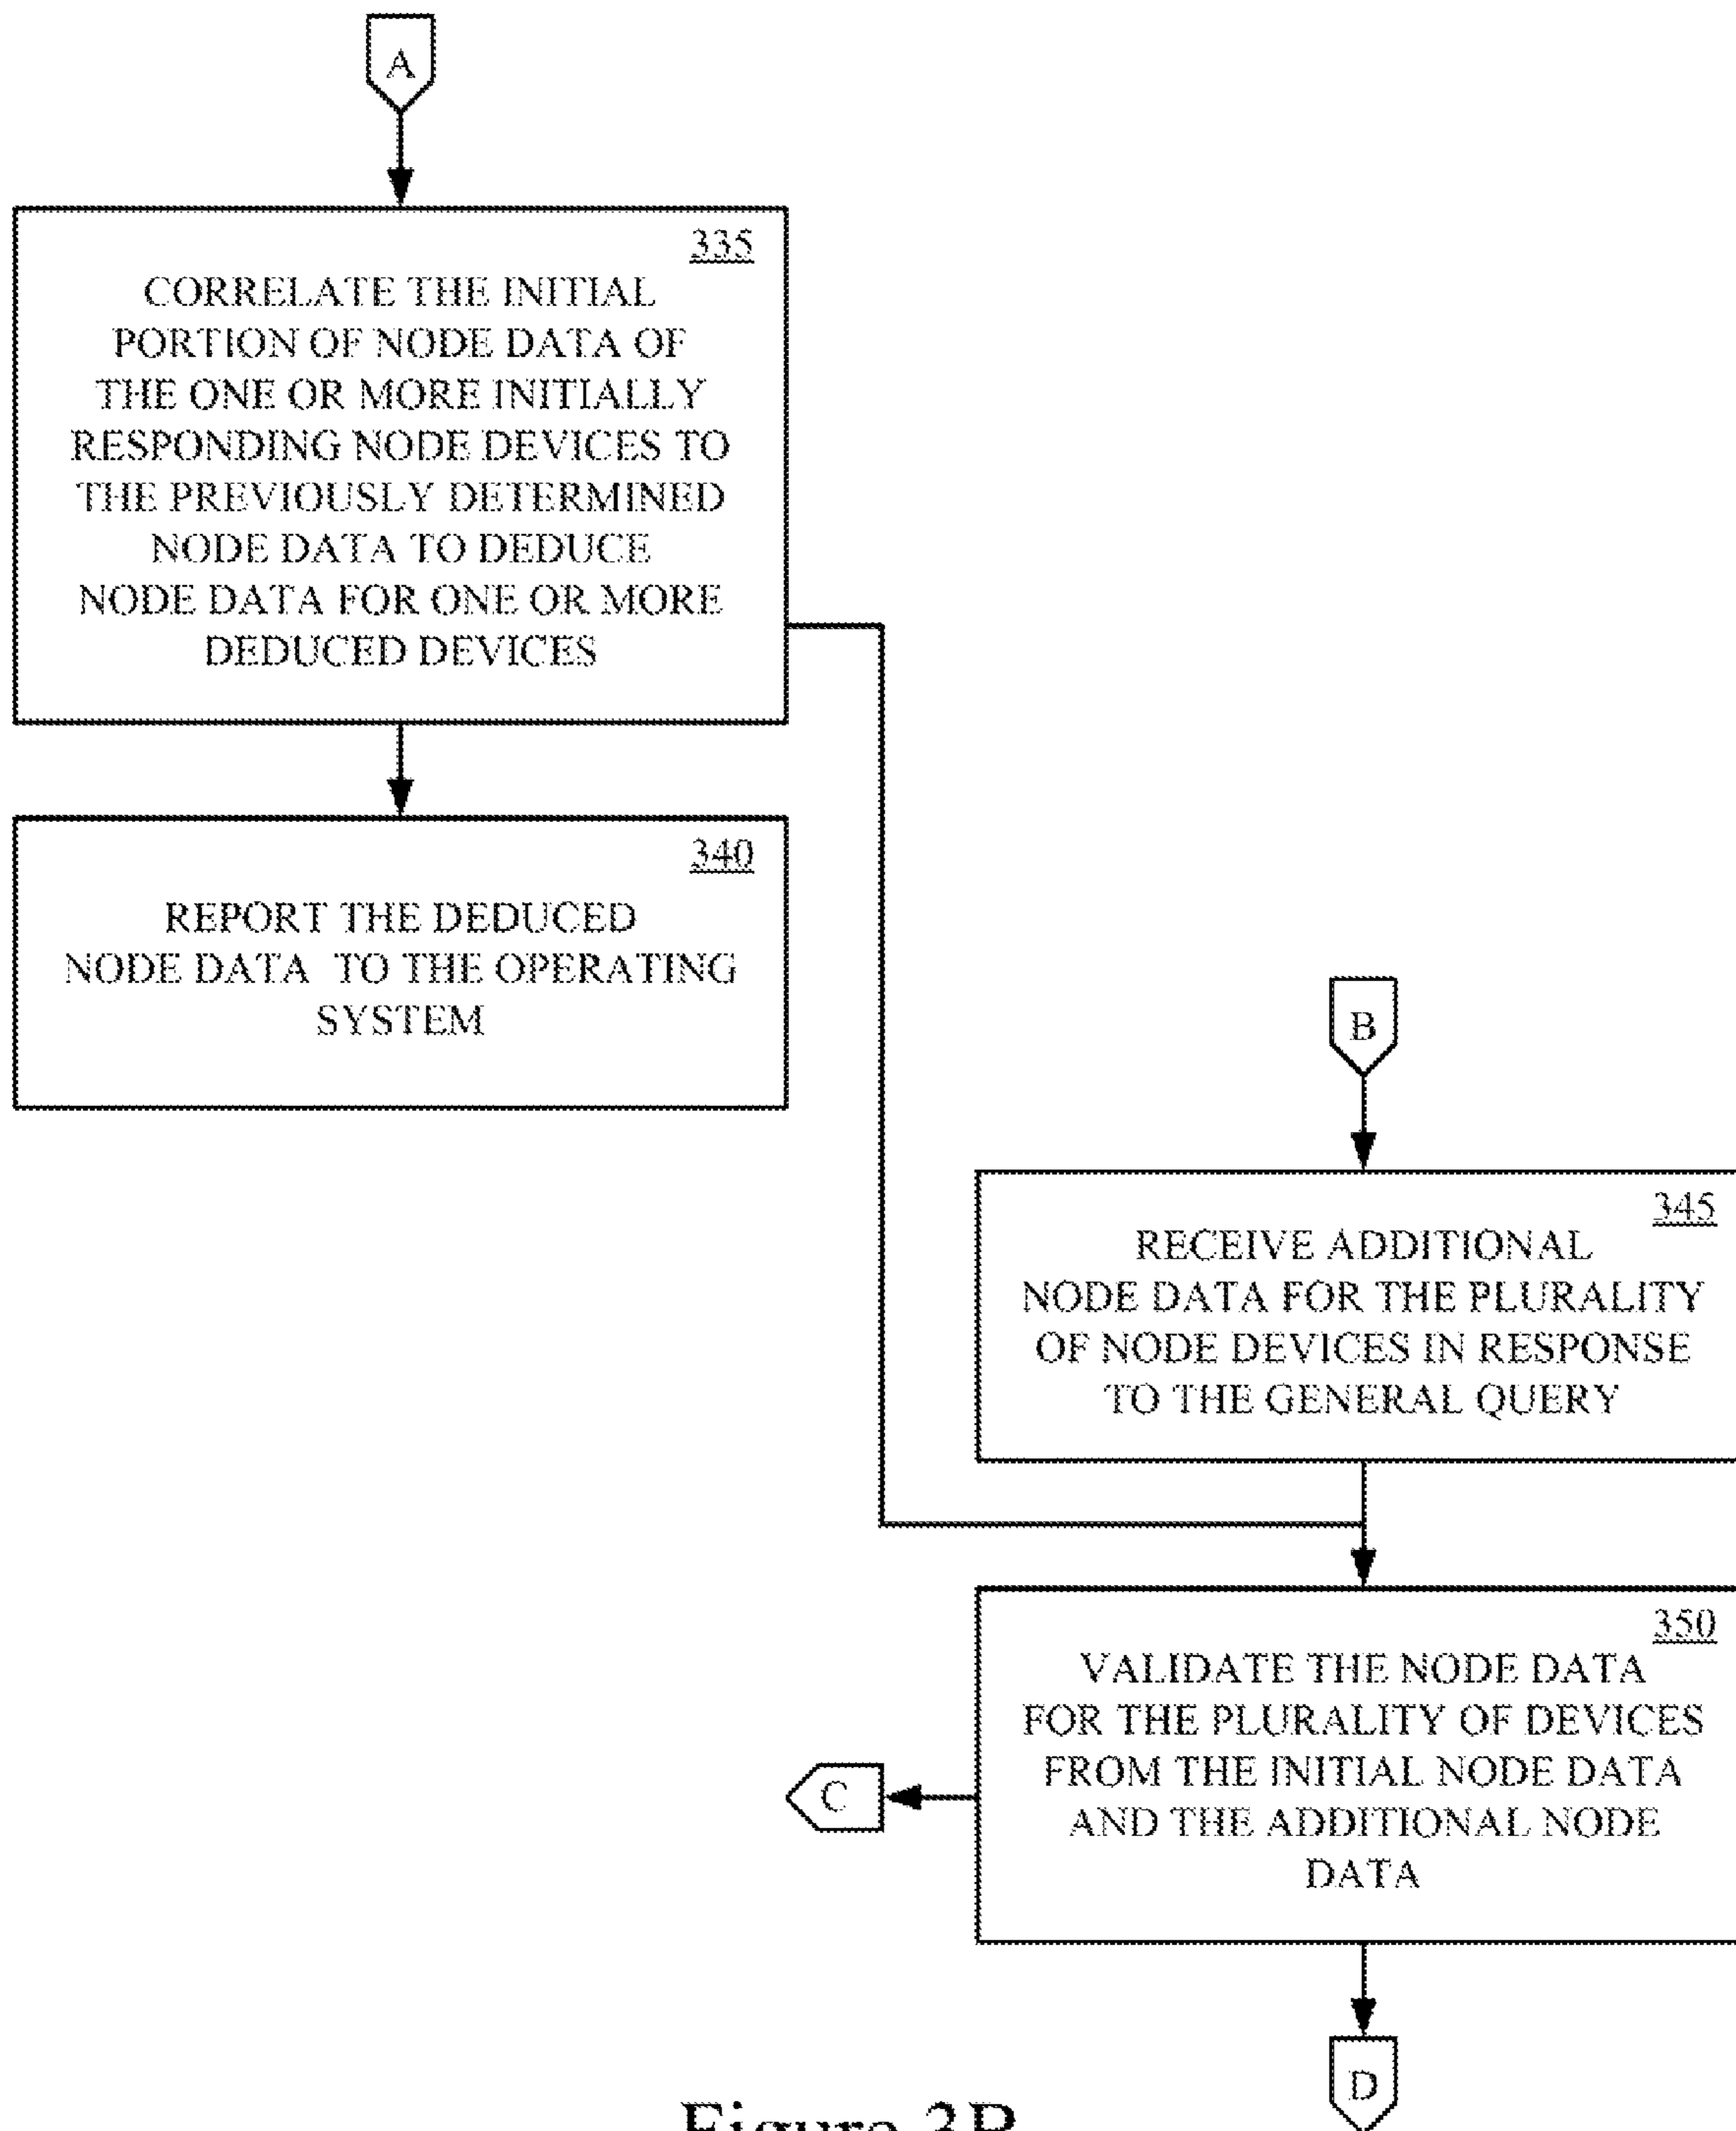 A
335
CORRELATE THE INITIAL
PORTION OF NODE DATA OF
THE ONE OR MORE INITIALLY
RESPONDING NODE DEVICES TO
THE PREVIOUSLY DETERMINED
NODE DATA TO DEDUCE
NODE DATA FOR ONE OR MORE
DEDUCED DEVICES
340
REPORT THE DEDUCED
NODE DATA TO THE OPERATING
SYSTEM
B
345
RECEIVE ADDITIONAL
NODE DATA FOR THE PLURALITY
OF NODE DEVICES IN RESPONSE
TO THE GENERAL QUERY
350
VALIDATE THE NODE DATA
FOR THE PLURALITY OF DEVICES
FROM THE INITIAL NODE DATA
AND THE ADDITIONAL NODE
DATA
C
D
Figure 3B